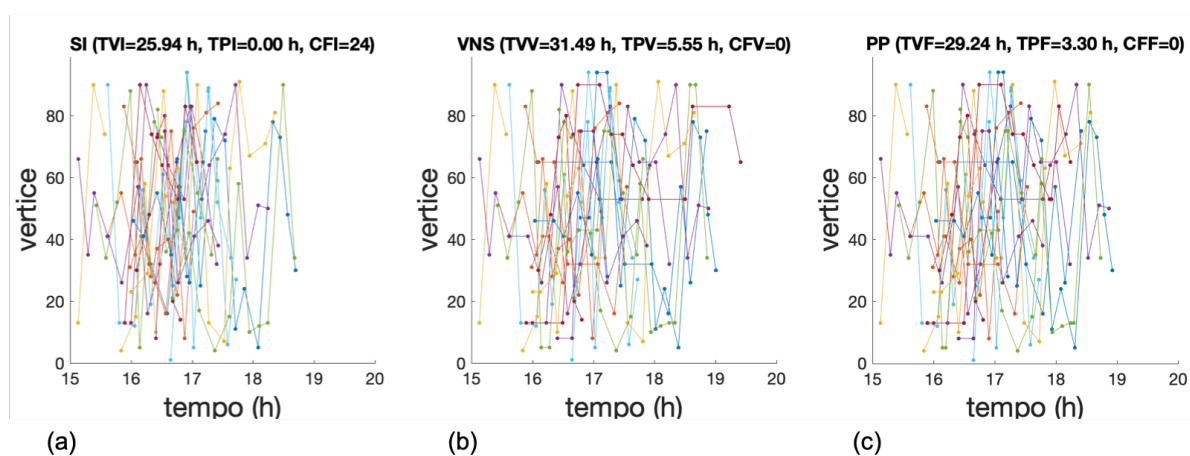 SI (TVI=25.94 h, TPI=0.00 h, CFI=24)
vertice
80
60
40
20
0
15 16 17 18 19 20
tempo (h)
(a)
VNS (TVV=31.49 h, TPV=5.55 h, CFV=0)
vertice
80
60
40
20
0
15 16 17 18 19 20
tempo (h)
(b)
PP (TVF=29.24 h, TPF=3.30 h, CFF=0)
vertice
80
60
40
20
0
15 16 17 18 19 20
tempo (h)
(c)